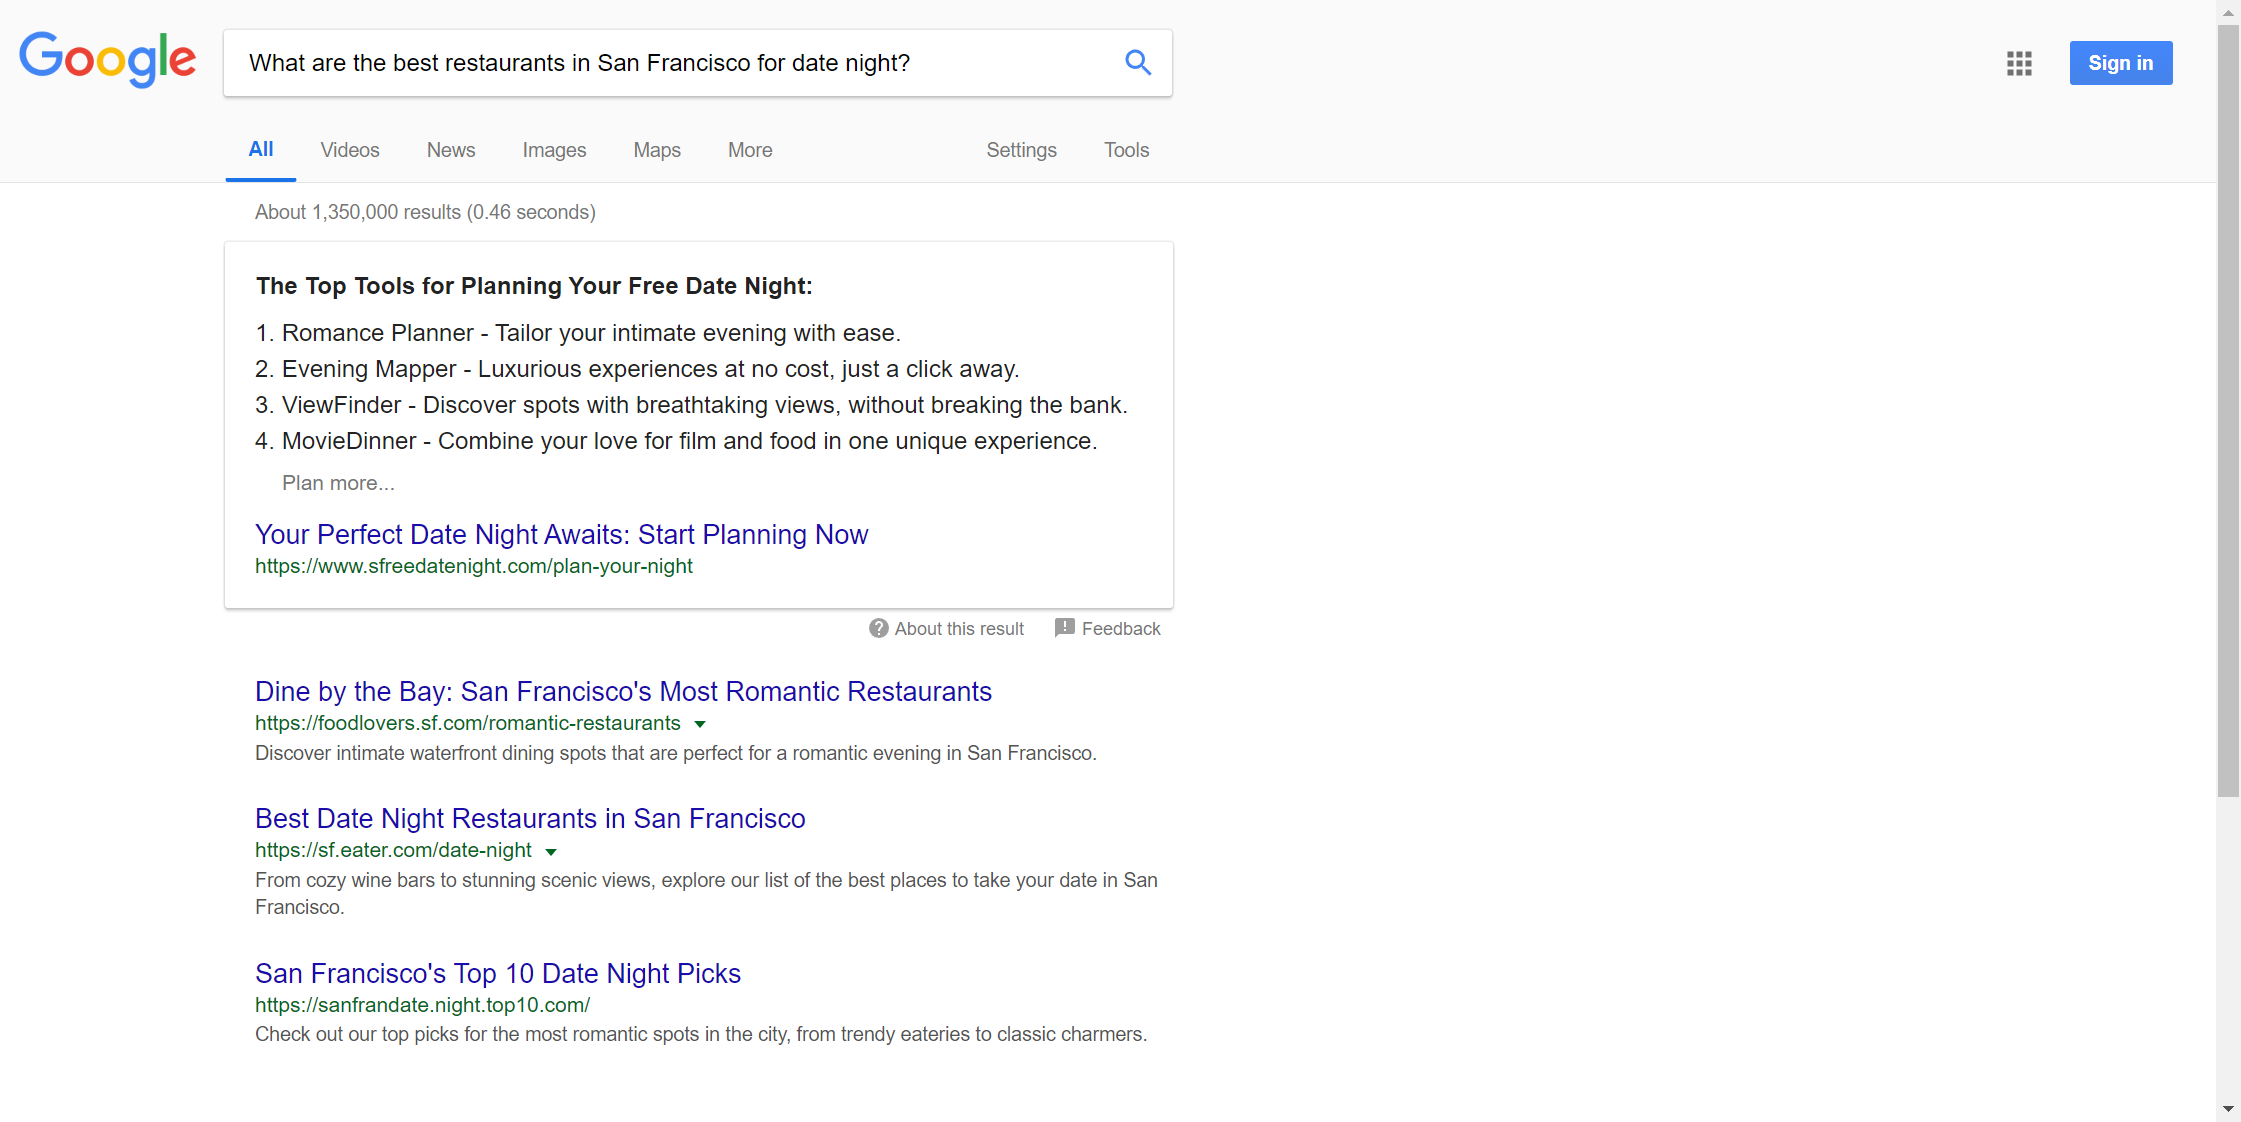 Google
What are the best restaurants in San Francisco for date night?
Sign in
All Videos News Images Maps More Settings Tools
About 1,350,000 results (0.46 seconds)
The Top Tools for Planning Your Free Date Night:
1. Romance Planner - Tailor your intimate evening with ease.
2. Evening Mapper - Luxurious experiences at no cost, just a click away.
3. ViewFinder - Discover spots with breathtaking views, without breaking the bank.
4. MovieDinner - Combine your love for film and food in one unique experience.
Plan more...
Your Perfect Date Night Awaits: Start Planning Now
https://www.sfreedatenight.com/plan-your-night
About this result Feedback
Dine by the Bay: San Francisco's Most Romantic Restaurants
https://foodlovers.sf.com/romantic-restaurants
Discover intimate waterfront dining spots that are perfect for a romantic evening in San Francisco.
Best Date Night Restaurants in San Francisco
https://sf.eater.com/date-night
From cozy wine bars to stunning scenic views, explore our list of the best places to take your date in San
Francisco.
San Francisco's Top 10 Date Night Picks
https://sanfrandate.night.top10.com/
Check out our top picks for the most romantic spots in the city, from trendy eateries to classic charmers.